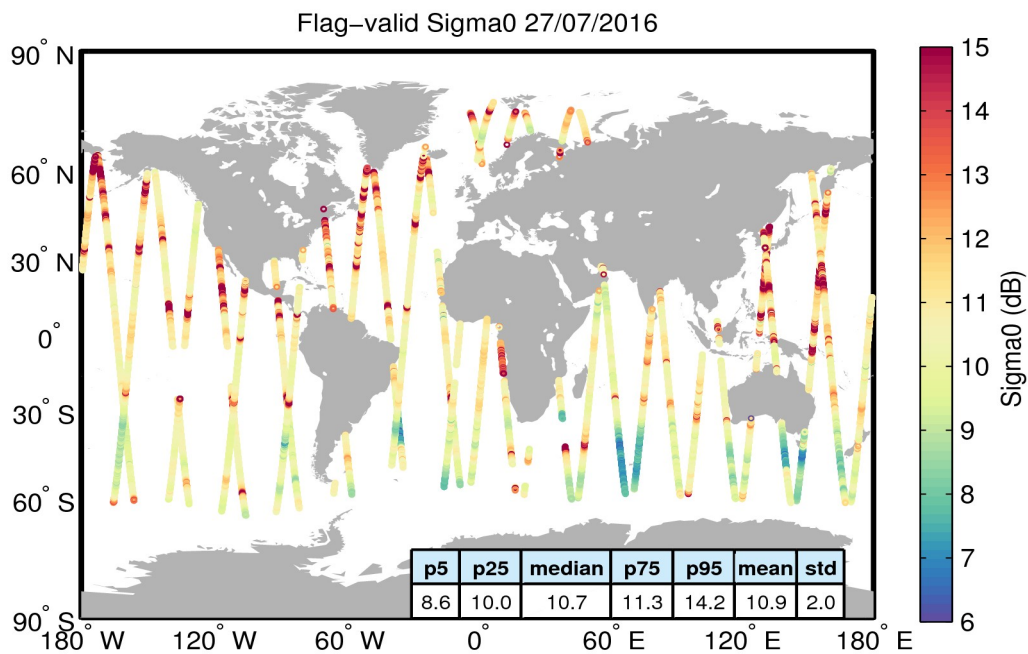 Flag−valid Sigma0 27/07/2016
90° N
60° N
30° N
0°
30° S
60° S
90° S
180° W
120° W
60° W
0°
60° E
120° E
180° E
p5 p25 median p75 p95 mean std
8.6 10.0 10.7 11.3 14.2 10.9 2.0
15
14
13
12
11
10
9
8
7
6
Sigma0 (dB)